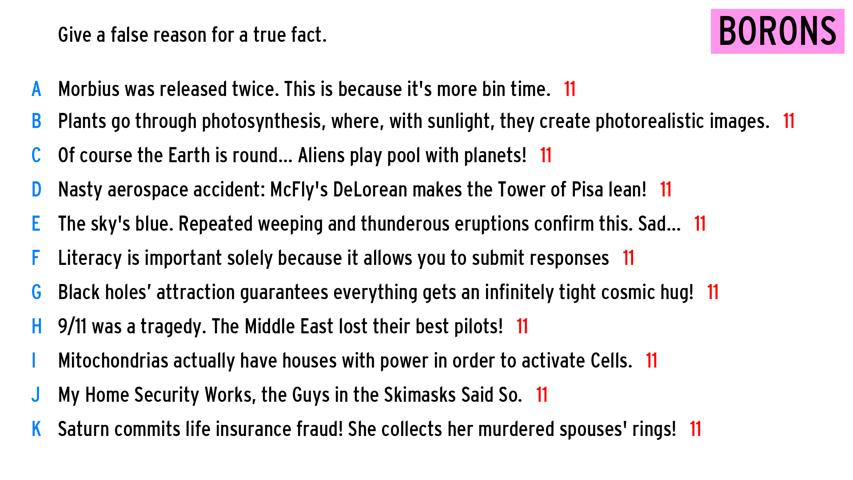 Give a false reason for a true fact.
BORONS
A Morbius was released twice. This is because it's more bin time. 11
B Plants go through photosynthesis, where, with sunlight, they create photorealistic images. 11
C Of course the Earth is round... Aliens play pool with planets! 11
D Nasty aerospace accident: McFly's DeLorean makes the Tower of Pisa lean! 11
E The sky's blue. Repeated weeping and thunderous eruptions confirm this. Sad... 11
F Literacy is important solely because it allows you to submit responses 11
G Black holes’ attraction guarantees everything gets an infinitely tight cosmic hug! 11
H 9/11 was a tragedy. The Middle East lost their best pilots! 11
I Mitochondrias actually have houses with power in order to activate Cells. 11
J My Home Security Works, the Guys in the Skimasks Said So. 11
K Saturn commits life insurance fraud! She collects her murdered spouses' rings! 11